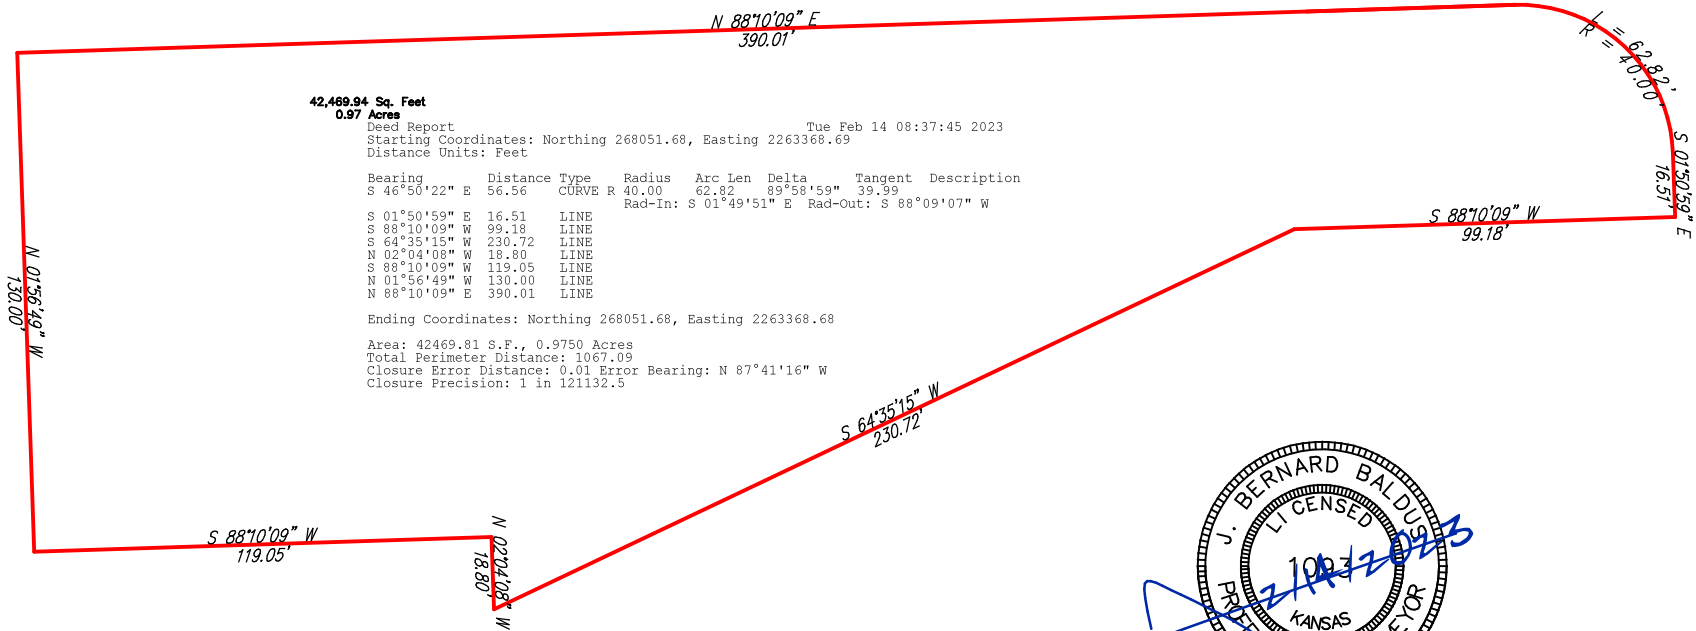 N 88°10'09" E
390.01'
L = 62.82'
R = 40.00'
42,469.94 Sq. Feet
0.97 Acres
Deed Report Tue Feb 14 08:37:45 2023
Starting Coordinates: Northing 268051.68, Easting 2263368.69
Distance Units: Feet
Bearing Distance Type Radius Arc Len Delta Tangent Description
S 46°50'22" E 56.56 CURVE R 40.00 62.82 89°58'59" 39.99
Rad-In: S 01°49'51" E Rad-Out: S 88°09'07" W
S 01°50'59" E 16.51 LINE
S 88°10'09" W 99.18 LINE
S 64°35'15" W 230.72 LINE
N 02°04'08" W 18.80 LINE
S 88°10'09" W 119.05 LINE
N 01°56'49" W 130.00 LINE
N 88°10'09" E 390.01 LINE
Ending Coordinates: Northing 268051.68, Easting 2263368.68
Area: 42469.81 S.F., 0.9750 Acres
Total Perimeter Distance: 1067.09
Closure Error Distance: 0.01 Error Bearing: N 87°41'16" W
Closure Precision: 1 in 121132.5
S 01°50'59" E
16.51'
S 88°10'09" W
99.18'
N 01°56'49" W
130.00'
S 64°35'15" W
230.72'
S 88°10'09" W
119.05'
N 02°04'08" W
18.80'
J. BERNARD BALDUS
LICENSED
1093
2/14/2023
KANSAS